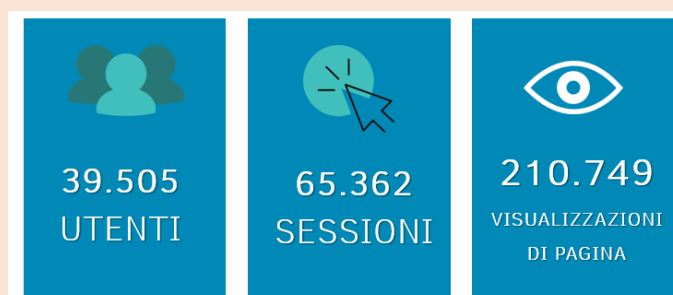 39.505
UTENTI
65.362
SESSIONI
210.749
VISUALIZZAZIONI
DI PAGINA